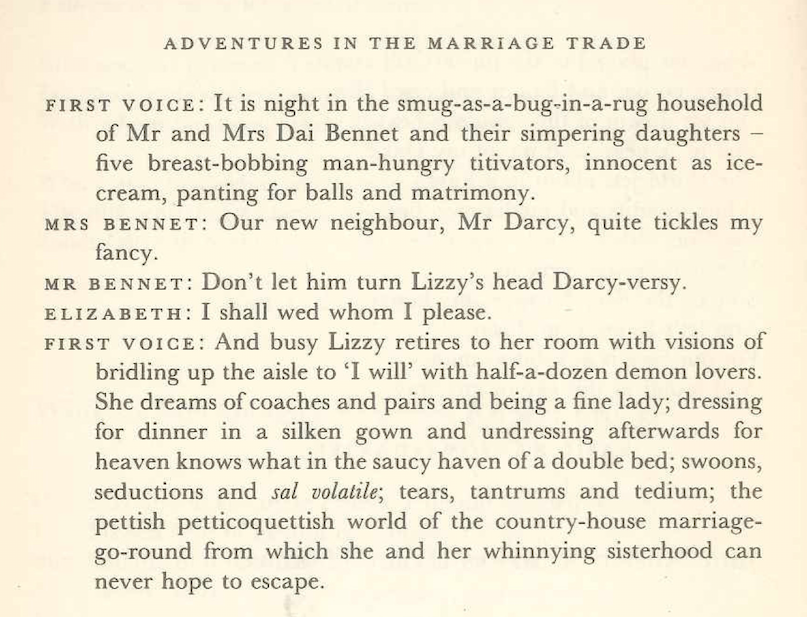 ADVENTURES IN THE MARRIAGE TRADE
FIRST VOICE: It is night in the smug-as-a-bug-in-a-rug household
of Mr and Mrs Dai Bennet and their simpering daughters –
five breast-bobbing man-hungry titivators, innocent as ice-
cream, panting for balls and matrimony.
MRS BENNET: Our new neighbour, Mr Darcy, quite tickles my
fancy.
MR BENNET: Don't let him turn Lizzy's head Darcy-versy.
ELIZABETH: I shall wed whom I please.
FIRST VOICE: And busy Lizzy retires to her room with visions of
bridling up the aisle to ‘I will’ with half-a-dozen demon lovers.
She dreams of coaches and pairs and being a fine lady; dressing
for dinner in a silken gown and undressing afterwards for
heaven knows what in the saucy haven of a double bed; swoons,
seductions and sal volatile; tears, tantrums and tedium; the
pettish petticoquettish world of the country-house marriage-
go-round from which she and her whinnying sisterhood can
never hope to escape.